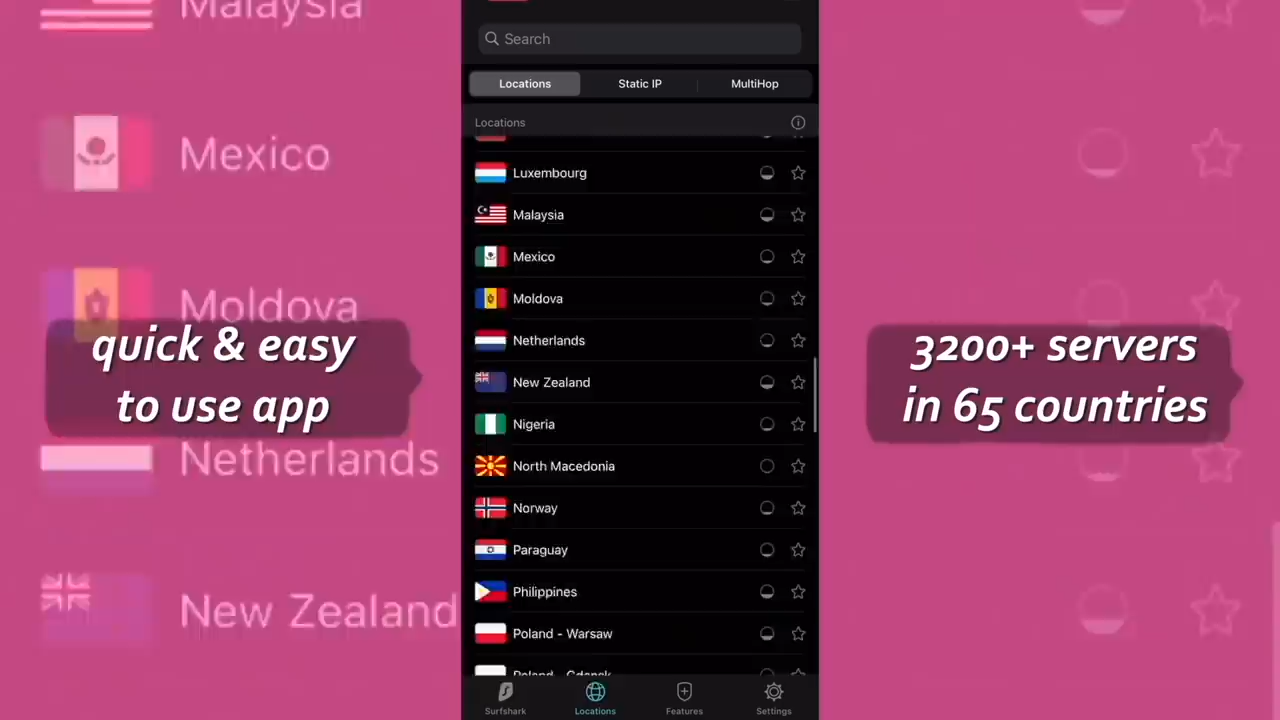 Malaysia
Mexico
Moldova
quick & easy
to use app
Netherlands
New Zealand
Search
Locations
Static IP
MultiHop
Locations
Luxembourg
Malaysia
Mexico
Moldova
Netherlands
New Zealand
Nigeria
North Macedonia
Norway
Paraguay
Philippines
Poland - Warsaw
Poland - Gdansk
Surfshark
Locations
Features
Settings
3200+ servers
in 65 countries